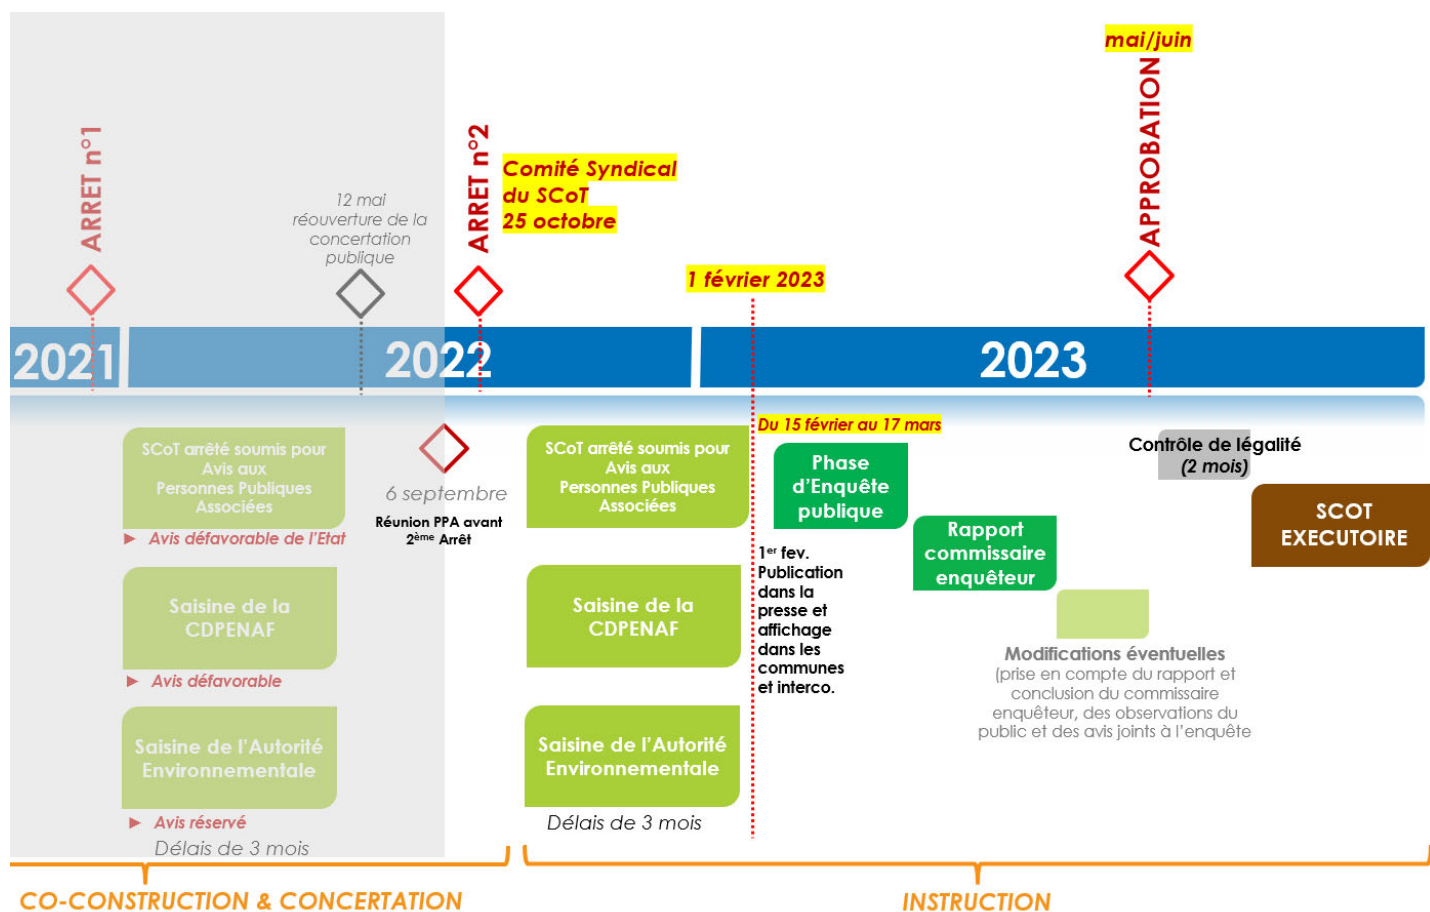 mai/juin
APPROBATION
ARRET n°1
ARRET n°2
Comité Syndical
du SCoT
25 octobre
12 mai
réouverture de la
concertation
publique
1 février 2023
2021
2022
2023
SCoT arrêté soumis pour
Avis aux
Personnes Publiques
Associées
► Avis défavorable de l'Etat
Saisine de la
CDPENAF
► Avis défavorable
Saisine de l'Autorité
Environnementale
► Avis réservé
Délais de 3 mois
6 septembre
Réunion PPA avant
2ème Arrêt
SCoT arrêté soumis pour
Avis aux
Personnes Publiques
Associées
Saisine de la
CDPENAF
Saisine de l'Autorité
Environnementale
Délais de 3 mois
Du 15 février au 17 mars
Phase
d'Enquête
publique
1er fev.
Publication
dans la
presse et
affichage
dans les
communes
et interco.
Rapport
commissaire
enquêteur
Modifications éventuelles
(prise en compte du rapport et
conclusion du commissaire
enquêteur, des observations du
public et des avis joints à l'enquête
Contrôle de légalité
(2 mois)
SCOT
EXECUTOIRE
CO-CONSTRUCTION & CONCERTATION
INSTRUCTION